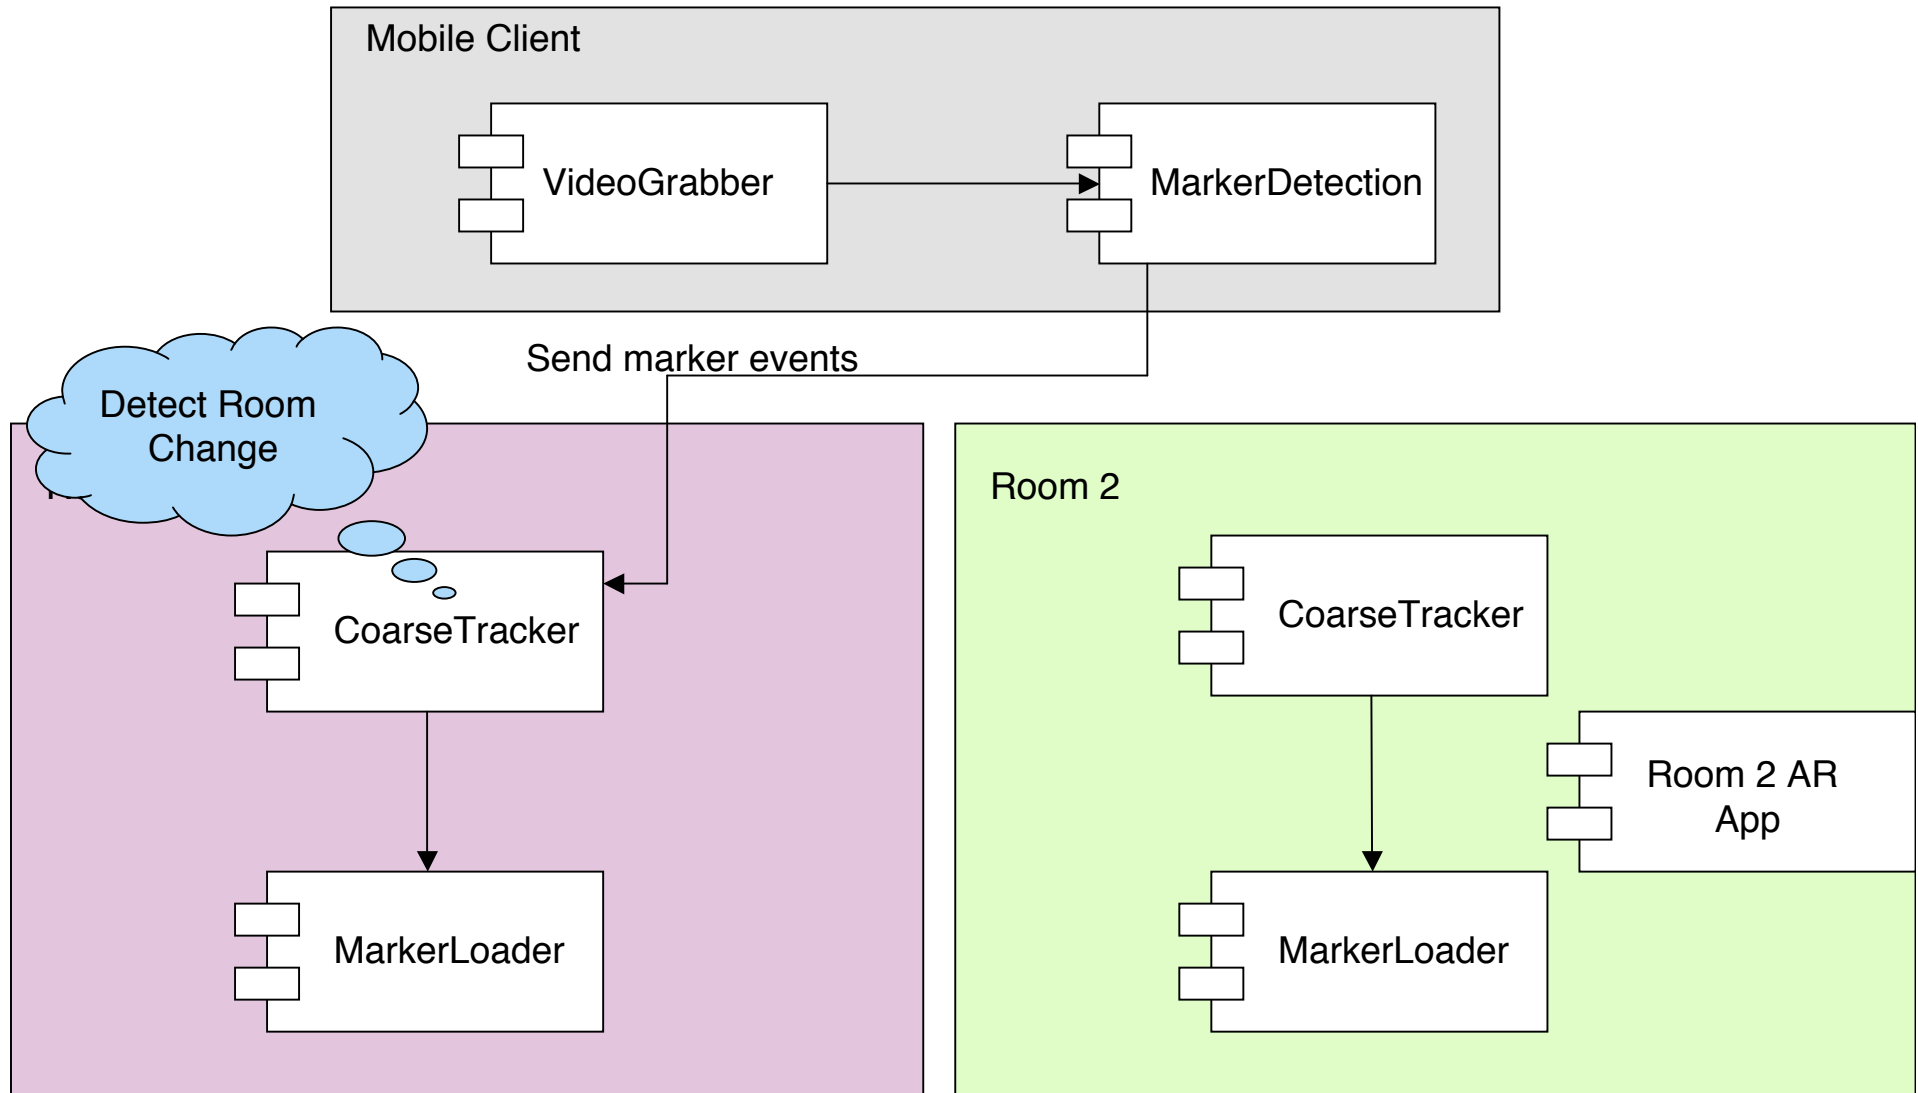 Mobile Client
VideoGrabber
MarkerDetection
Send marker events
Detect Room
Change
Room 2
CoarseTracker
CoarseTracker
Room 2 AR
App
MarkerLoader
MarkerLoader